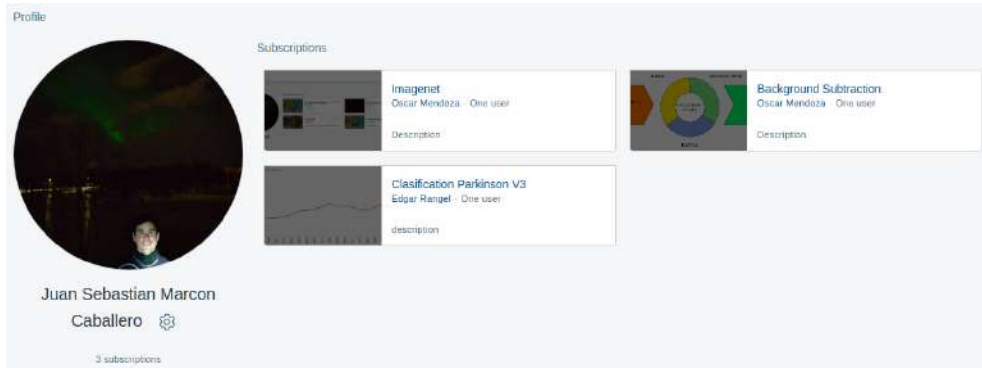 Profile
Subscriptions
Imagenet
Oscar Mendoza · One user
Description
Background Subtraction
Oscar Mendoza · One user
Description
Clasification Parkinson V3
Edgar Rangel · One user
description
Juan Sebastian Marcon
Caballero
3 subscriptions